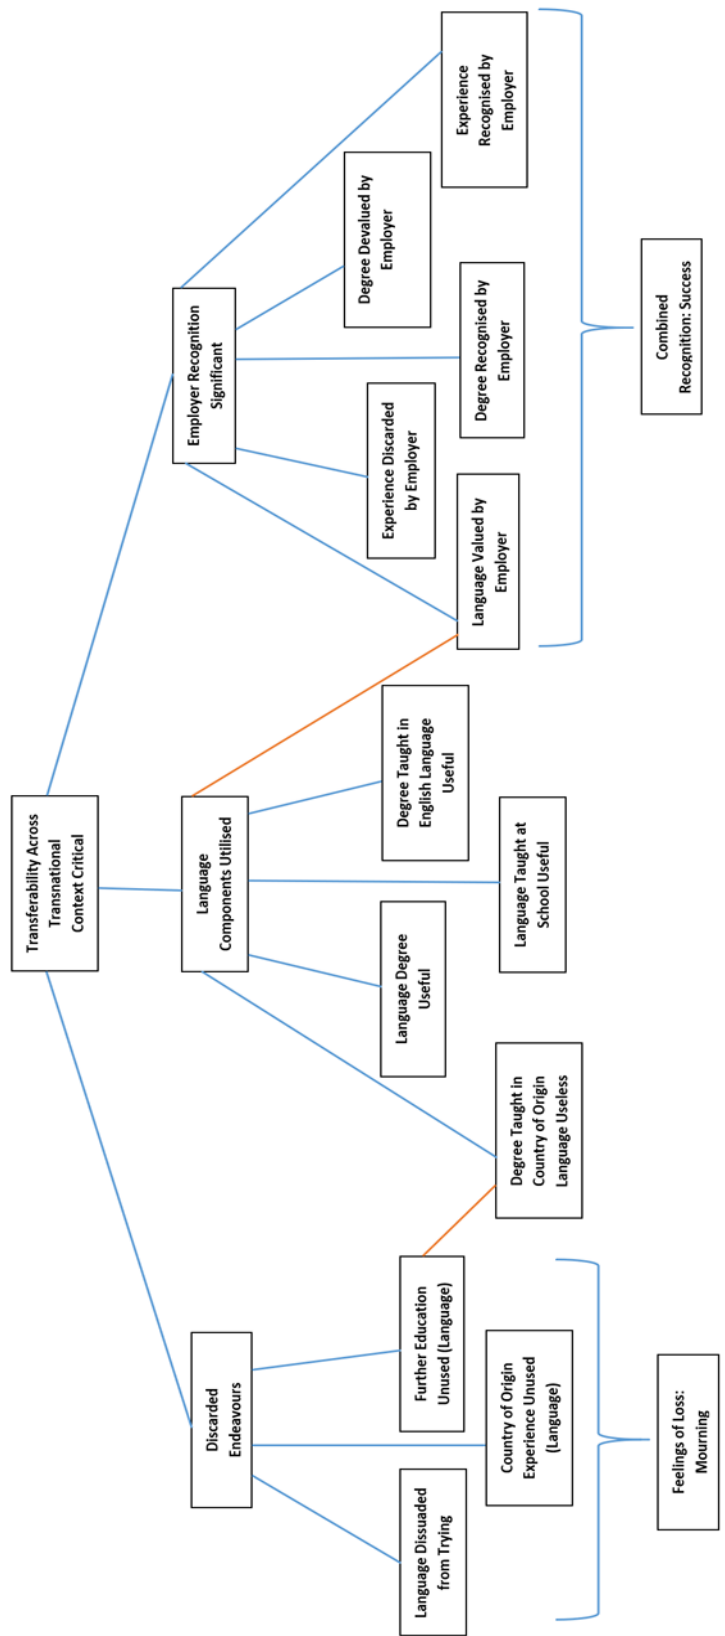 Transferability Across
Transnational
Context Critical
Discarded
Endeavours
Language
Components Utilised
Employer Recognition
Significant
Language Dissuaded
from Trying
Country of Origin
Experience Unused
(Language)
Further Education
Unused (Language)
Degree Taught in
Country of Origin
Language Useless
Language Degree
Useful
Language Taught at
School Useful
Degree Taught in
English Language
Useful
Language Valued by
Employer
Experience Discarded
by Employer
Degree Recognised by
Employer
Degree Devalued by
Employer
Experience
Recognised by
Employer
Feelings of Loss:
Mourning
Combined
Recognition: Success